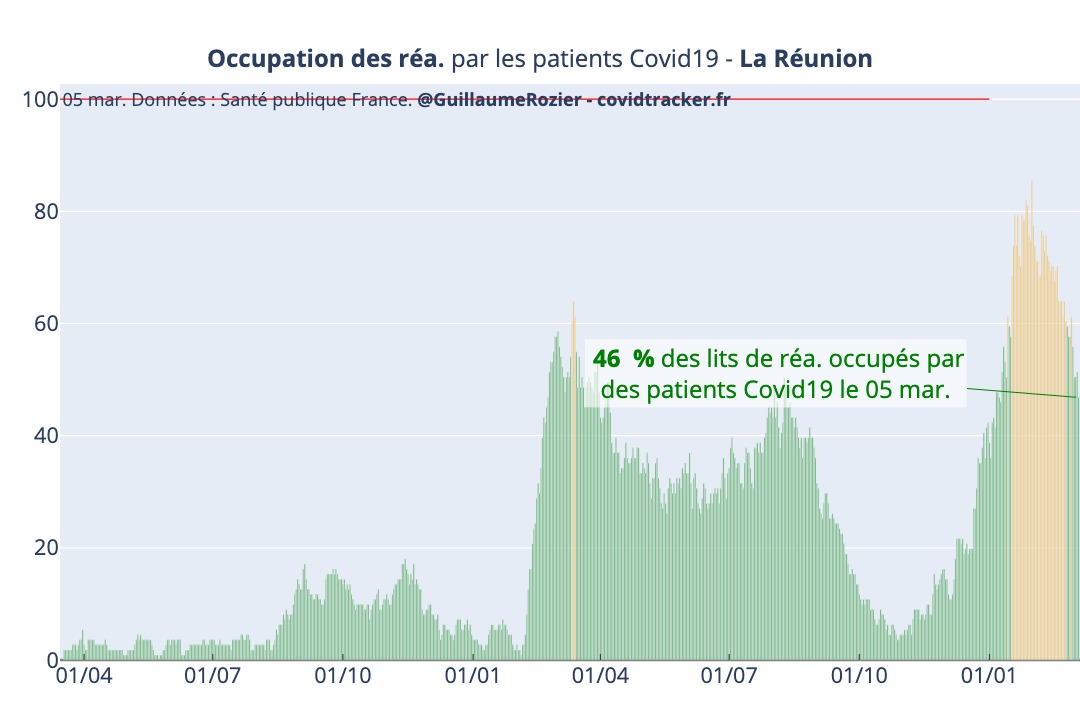 Occupation des réa. par les patients Covid19 - La Réunion
100
05 mar. Données : Santé publique France. @GuillaumeRozier - covidtracker.fr
80
60
46 % des lits de réa. occupés par
des patients Covid19 le 05 mar.
40
20
0
01/04 01/07 01/10 01/01 01/04 01/07 01/10 01/01